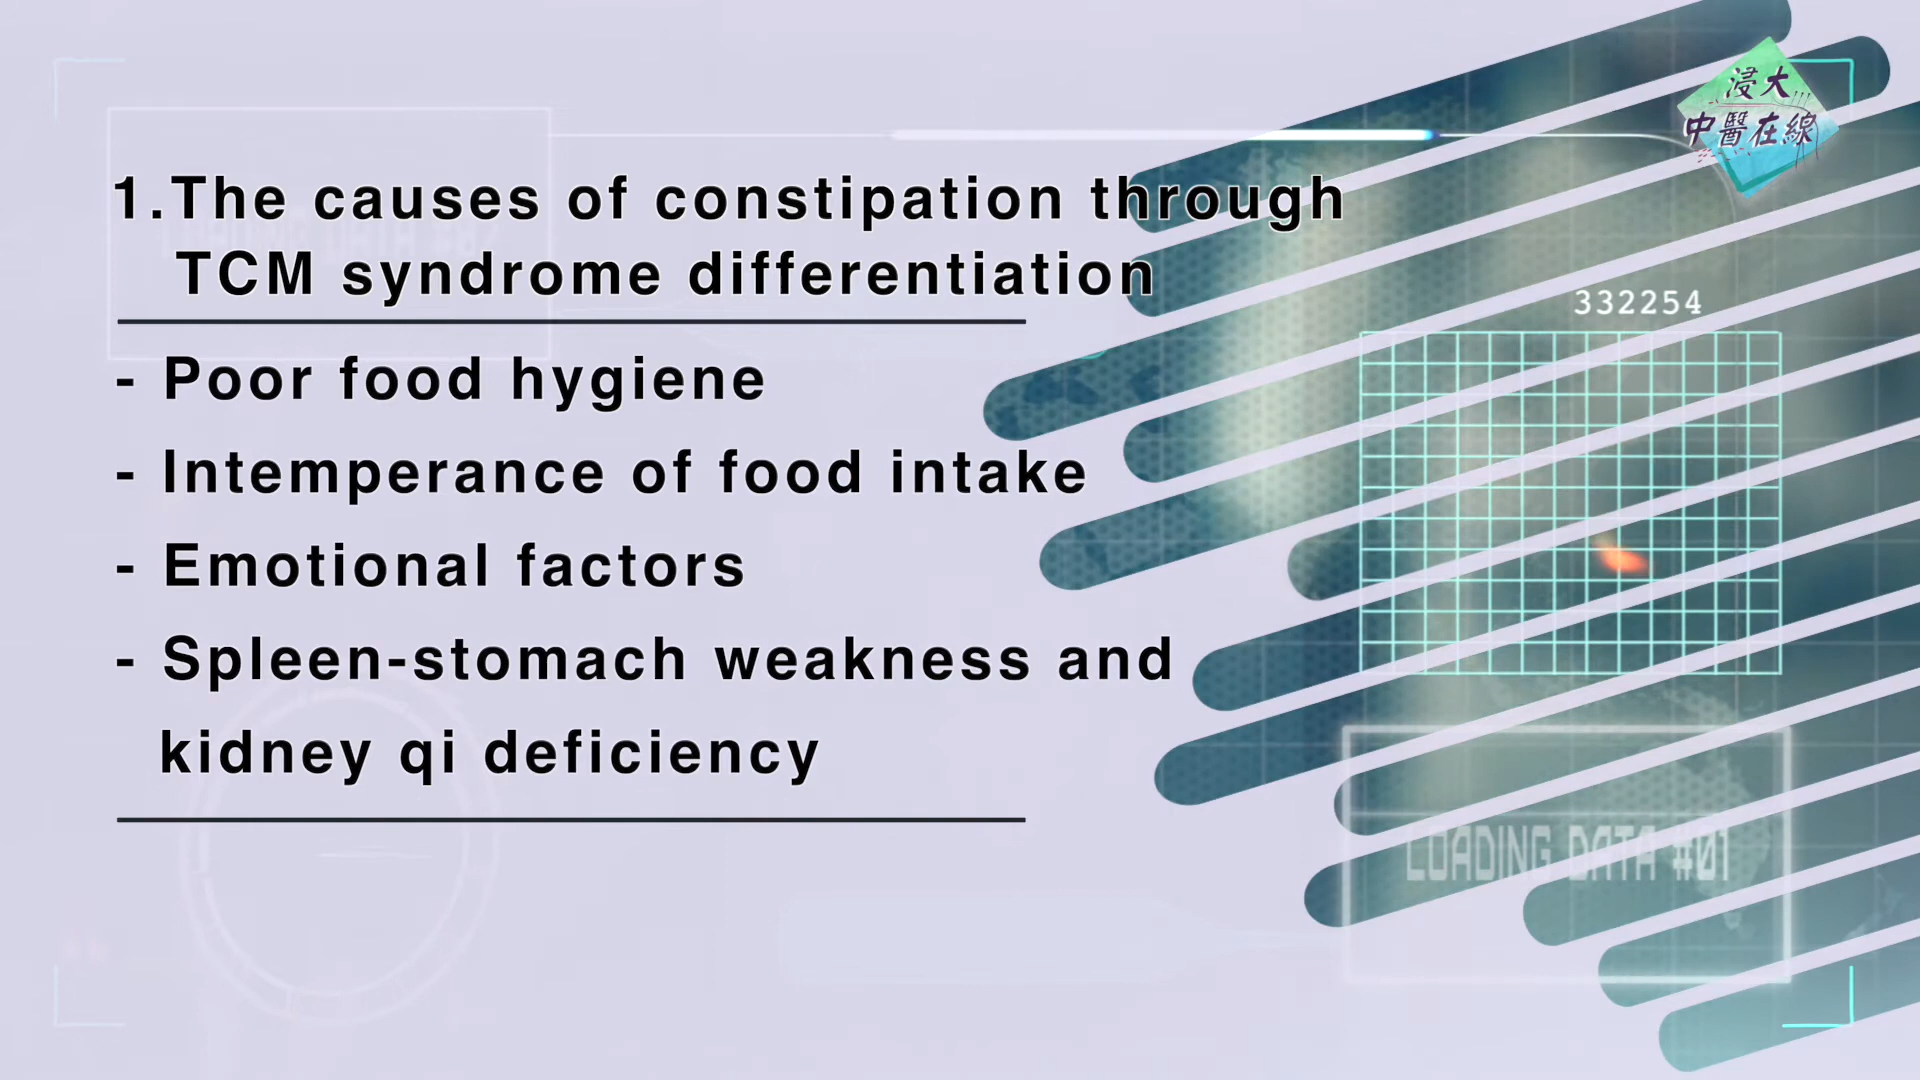 浸大
中醫在線
1.The causes of constipation through
TCM syndrome differentiation
332254
- Poor food hygiene
- Intemperance of food intake
- Emotional factors
- Spleen-stomach weakness and
kidney qi deficiency
LOADING DATA #01